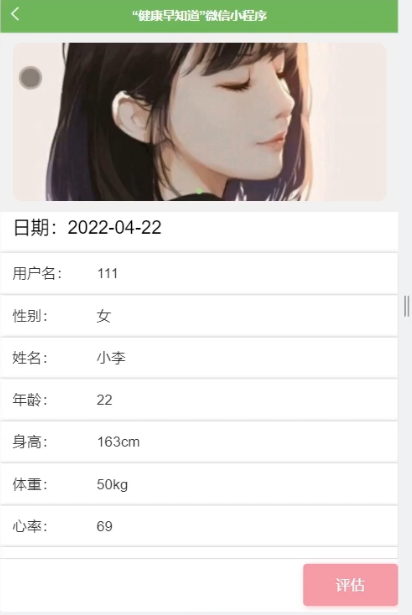 “健康早知道”微信小程序
日期：2022-04-22
用户名： 111
性别： 女
姓名： 小李
年龄： 22
身高： 163cm
体重： 50kg
心率： 69
评估